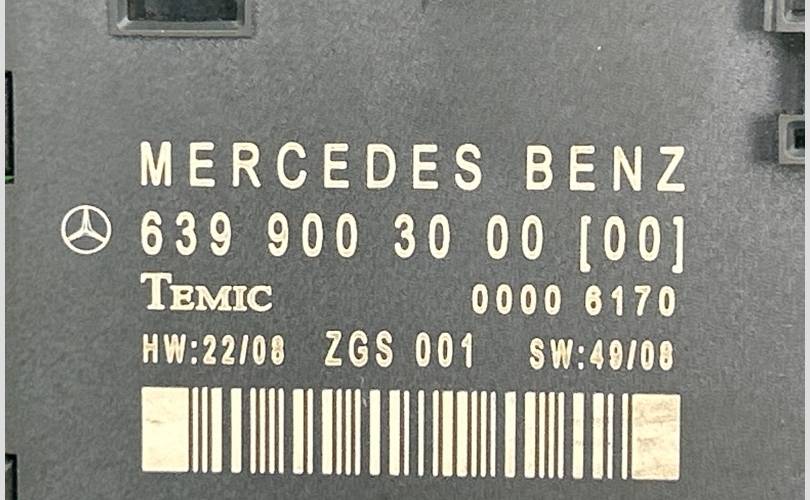 MERCEDES BENZ
639 900 30 00 [00]
TEMIC 0000 6170
HW:22/08 ZGS 001 SW:49/08